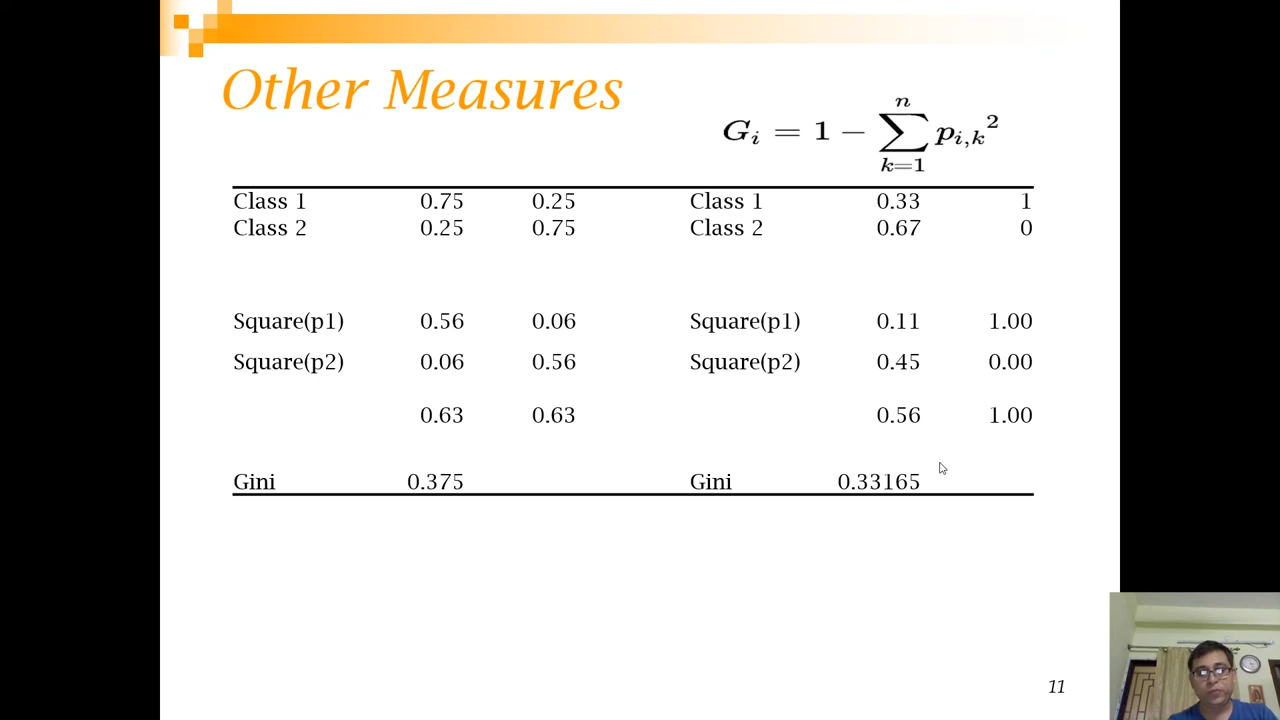 Other Measures
G_i = 1 − ∑_{k=1}^{n} p_{i,k}²
Class 1 0.75 0.25 Class 1 0.33 1
Class 2 0.25 0.75 Class 2 0.67 0
Square(p1) 0.56 0.06 Square(p1) 0.11 1.00
Square(p2) 0.06 0.56 Square(p2) 0.45 0.00
0.63 0.63 0.56 1.00
Gini 0.375 Gini 0.33165
11